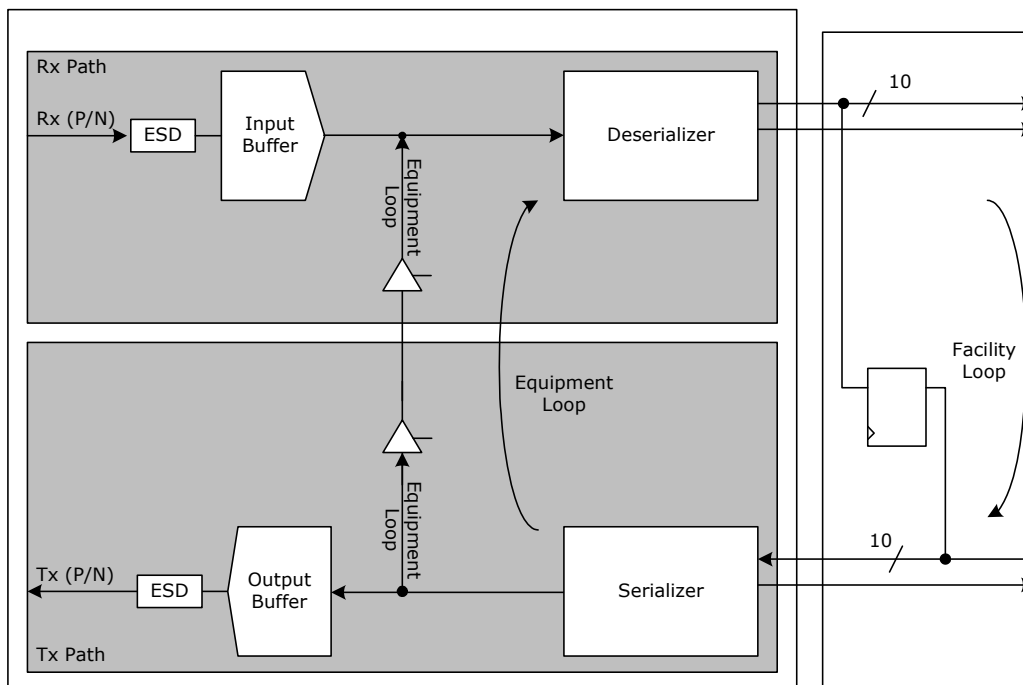 Rx Path
Rx (P/N)
ESD
Input
Buffer
Deserializer
10
Equipment
Loop
Equipment
Loop
Facility
Loop
Equipment
Loop
10
Tx (P/N)
ESD
Output
Buffer
Serializer
Tx Path